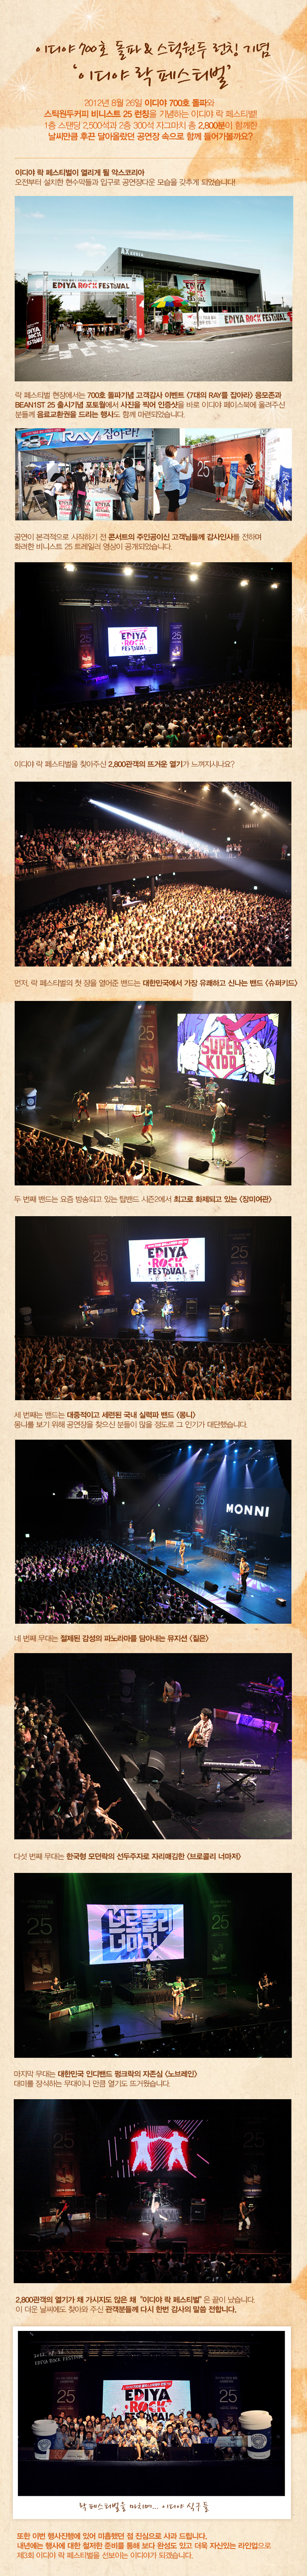 이디야 700호 돌파 & 스틱원두 런칭 기념
'이디야 락 페스티벌'
2012년 8월 26일 이디야 700호 돌파와
스틱원두커피 비니스트 25 런칭을 기념하는 이디야 락 페스티벌!
1층 스탠딩 2,500석과 2층 300석 지그마치 총 2,800분이 함께한
날씨만큼 후끈 달아올랐던 공연장 속으로 함께 들어가볼까요?
이디야 락 페스티벌이 열리게 될 악스코리아
오전부터 설치한 현수막들과 입구로 공연장다운 모습을 갖추게 되었습니다!
EDIYA ROCK FESTIVAL
EDIYA ROCK FESTIVAL
락 페스티벌 현장에서는 700호 돌파기념 고객감사 이벤트 <7대의 RAY를 잡아라> 응모존과
BEANIST 25 출시기념 포토월에서 사진을 찍어 인증샷을 바로 이디야 페이스북에 올려주신
분들께 음료교환권을 드리는 행사도 함께 마련되었습니다.
RAY 잡아라!
25
공연이 본격적으로 시작하기 전 콘서트의 주인공이신 고객님들께 감사인사를 전하며
화려한 비니스트 25 트레일러 영상이 공개되었습니다.
EDIYA
ROCK
FESTIVAL
25
이디야 락 페스티벌을 찾아주신 2,800관객의 뜨거운 열기가 느껴지시나요?
먼저, 락 페스티벌의 첫 장을 열어준 밴드는 대한민국에서 가장 유쾌하고 신나는 밴드 <슈퍼키드>
SUPER
KIDD
25
두 번째 밴드는 요즘 방송되고 있는 탑밴드 시즌2에서 최고로 화제되고 있는 <장미여관>
EDIYA
ROCK
FESTIVAL
25
25
세 번째는 밴드는 대중적이고 세련된 국내 실력파 밴드 <몽니>
몽니를 보기 위해 공연장을 찾으신 분들이 많을 정도로 그 인기가 대단했습니다.
MONNI
25
네 번째 무대는 절제된 감성의 파노라마를 담아내는 뮤지션 <짙은>
다섯 번째 무대는 한국형 모던락의 선두주자로 자리매김한 <브로콜리 너마저>
브로콜리
너마저
25
25
마지막 무대는 대한민국 인디밴드 펑크락의 자존심 <노브레인>
대미를 장식하는 무대이니 만큼 열기도 뜨거웠습니다.
25
25
2,800관객의 열기가 채 가시지도 않은 채 "이디야 락 페스티벌" 은 끝이 났습니다.
이 더운 날씨에도 찾아와 주신 관객분들께 다시 한번 감사의 말씀 전합니다.
2012. 8. 26
EDIYA ROCK FESTIVAL
EDIYA
ROCK
FESTIVAL
락 페스티벌을 마치며... 이디야 식구들
또한 이번 행사진행에 있어 미흡했던 점 진심으로 사과 드립니다.
내년에는 행사에 대한 철저한 준비를 통해 보다 완성도 있고 더욱 자신있는 라인업으로
제3회 이디야 락 페스티벌을 선보이는 이디야가 되겠습니다.